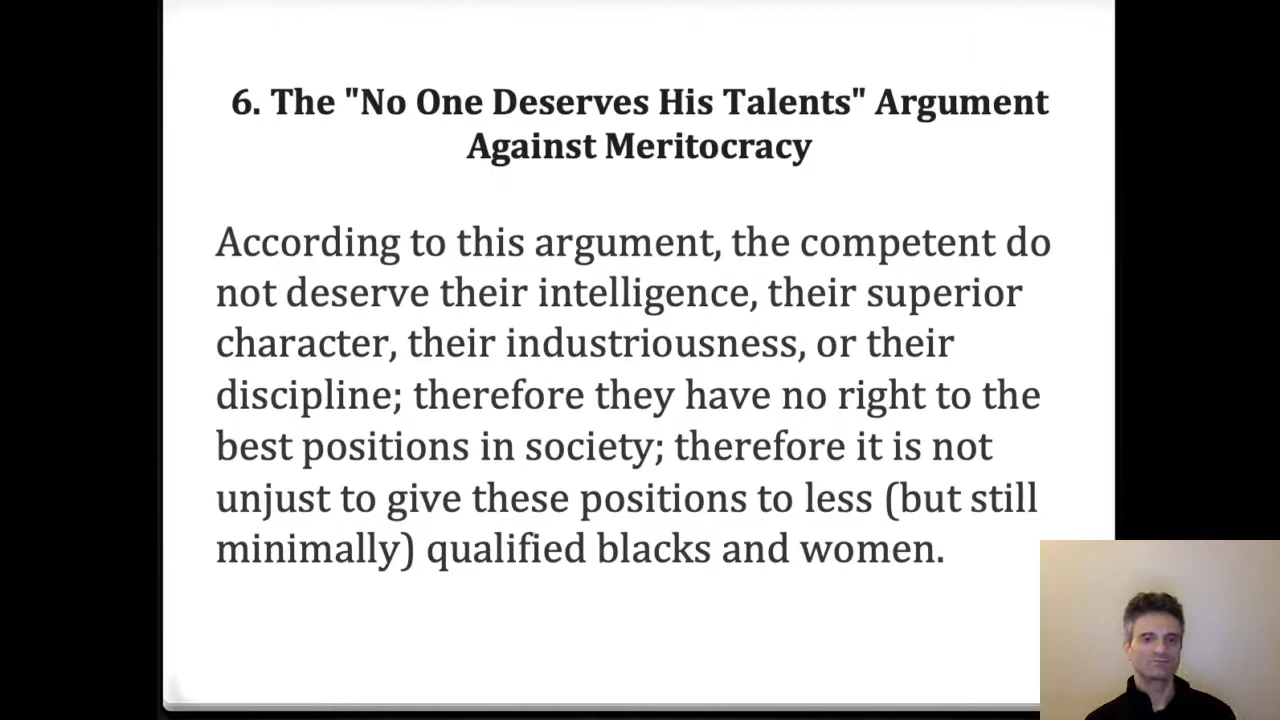 6. The "No One Deserves His Talents" Argument
Against Meritocracy
According to this argument, the competent do
not deserve their intelligence, their superior
character, their industriousness, or their
discipline; therefore they have no right to the
best positions in society; therefore it is not
unjust to give these positions to less (but still
minimally) qualified blacks and women.